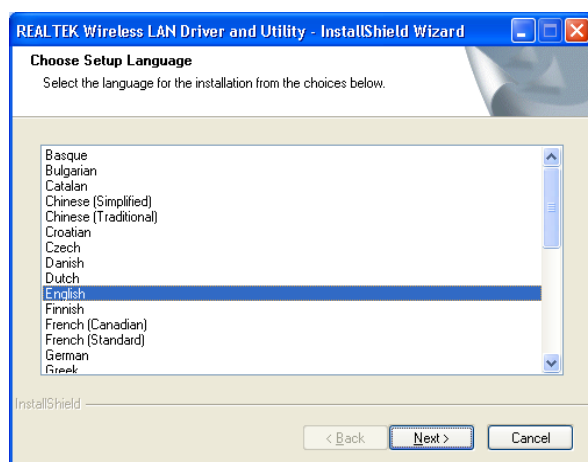 REALTEK Wireless LAN Driver and Utility - InstallShield Wizard
Choose Setup Language
Select the language for the installation from the choices below.
Basque
Bulgarian
Catalan
Chinese (Simplified)
Chinese (Traditional)
Croatian
Czech
Danish
Dutch
English
Finnish
French (Canadian)
French (Standard)
German
Greek
InstallShield
< Back
Next >
Cancel